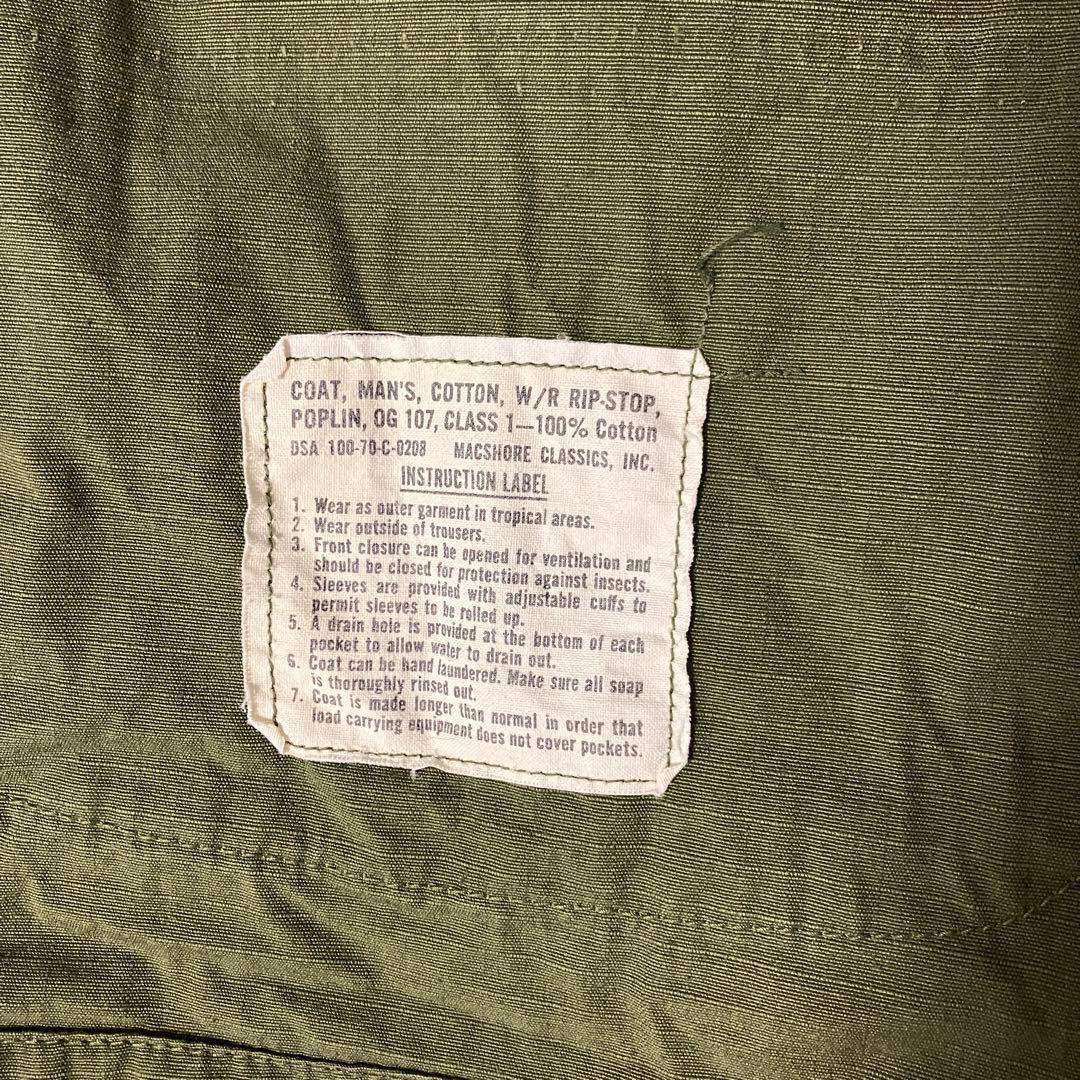 COAT, MAN'S, COTTON, W/R RIP-STOP,
POPLIN, OG 107, CLASS 1—100% Cotton
DSA 100-70-C-0208 MACSHORE CLASSICS, INC.
INSTRUCTION LABEL
1. Wear as outer garment in tropical areas.
2. Wear outside of trousers.
3. Front closure can be opened for ventilation and
should be closed for protection against insects.
4. Sleeves are provided with adjustable cuffs to
permit sleeves to be rolled up.
5. A drain hole is provided at the bottom of each
pocket to allow water to drain out.
6. Coat can be hand laundered. Make sure all soap
is thoroughly rinsed out.
7. Coat is made longer than normal in order that
load carrying equipment does not cover pockets.